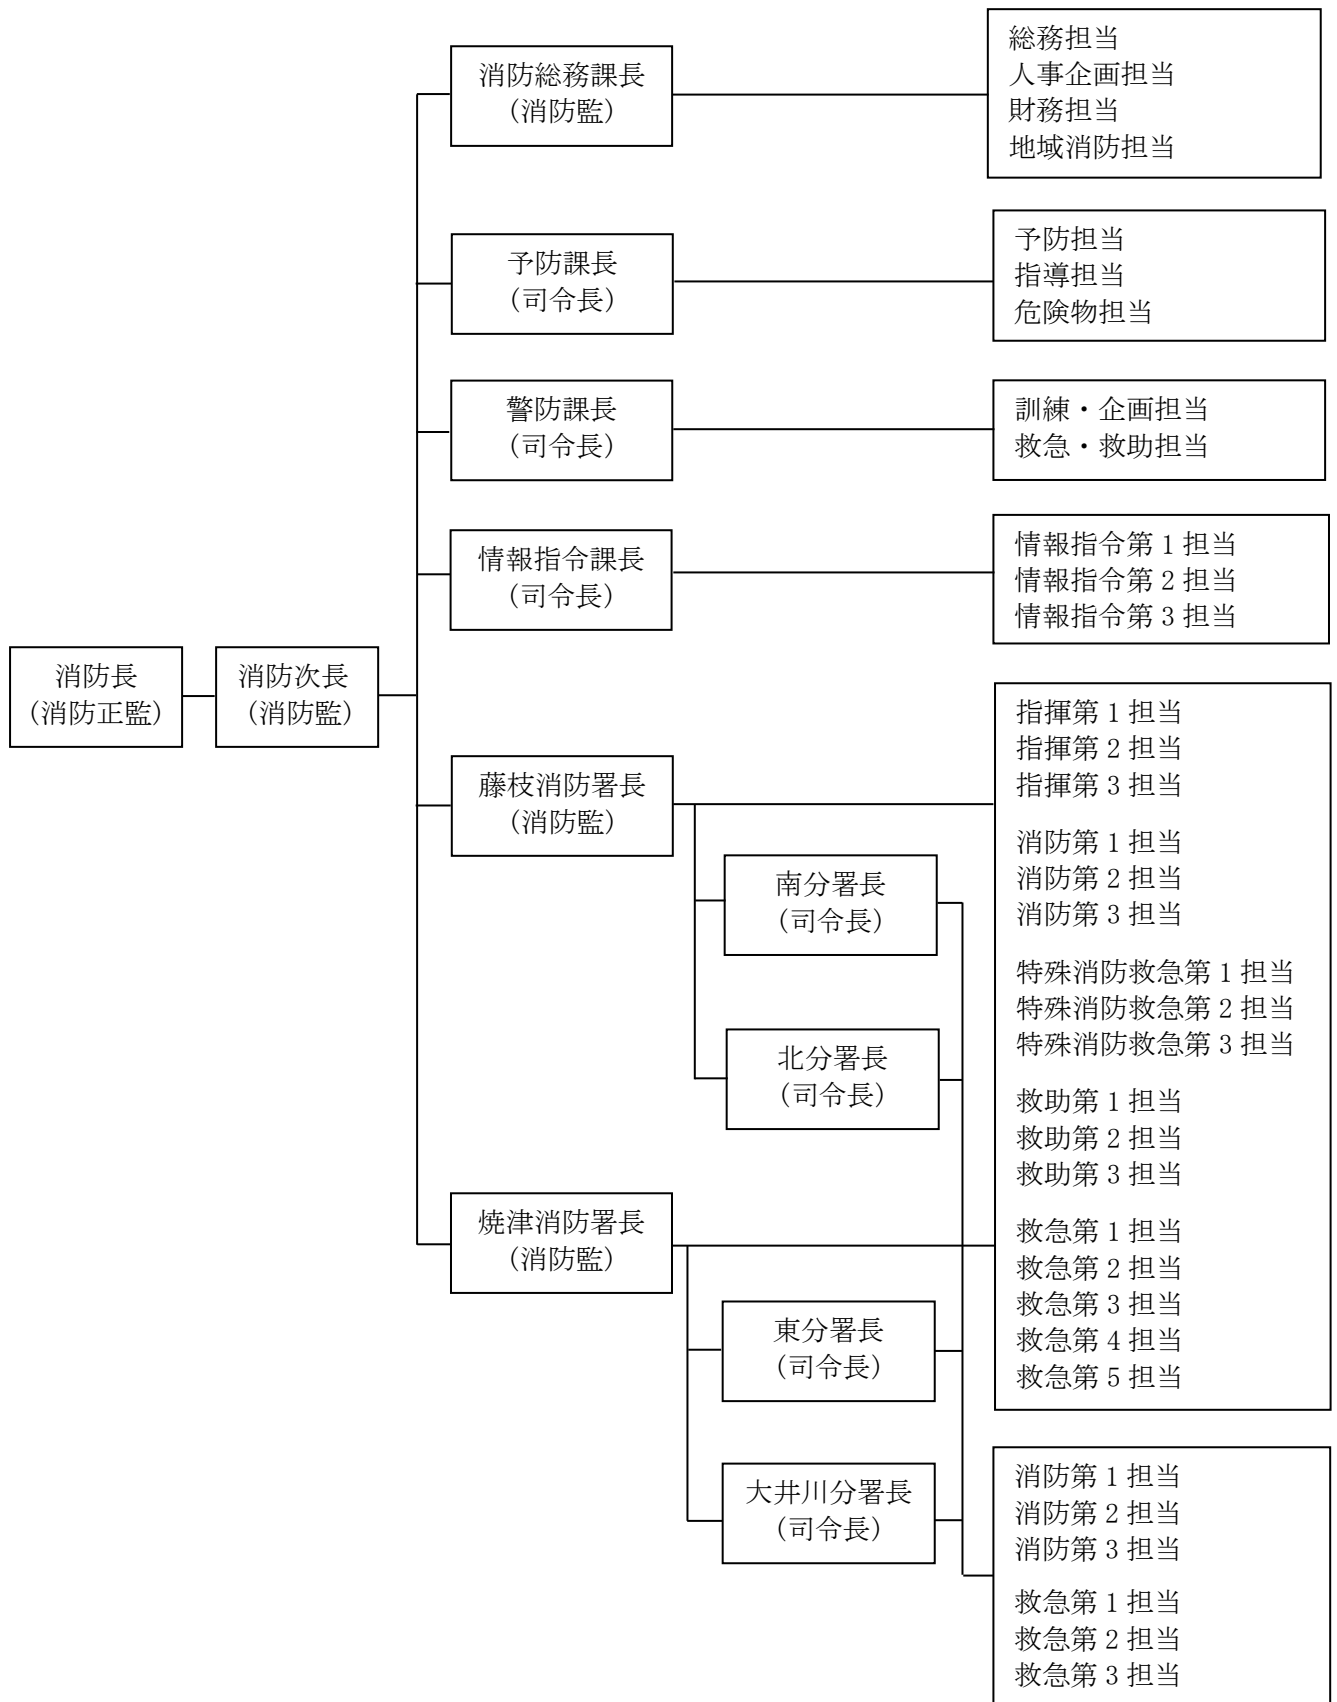 消防長
(消防正監)
消防次長
(消防監)
消防総務課長
(消防監)
総務担当
人事企画担当
財務担当
地域消防担当
予防課長
(司令長)
予防担当
指導担当
危険物担当
警防課長
(司令長)
訓練・企画担当
救急・救助担当
情報指令課長
(司令長)
情報指令第1担当
情報指令第2担当
情報指令第3担当
藤枝消防署長
(消防監)
南分署長
(司令長)
北分署長
(司令長)
焼津消防署長
(消防監)
東分署長
(司令長)
大井川分署長
(司令長)
指揮第1担当
指揮第2担当
指揮第3担当
消防第1担当
消防第2担当
消防第3担当
特殊消防救急第1担当
特殊消防救急第2担当
特殊消防救急第3担当
救助第1担当
救助第2担当
救助第3担当
救急第1担当
救急第2担当
救急第3担当
救急第4担当
救急第5担当
消防第1担当
消防第2担当
消防第3担当
救急第1担当
救急第2担当
救急第3担当